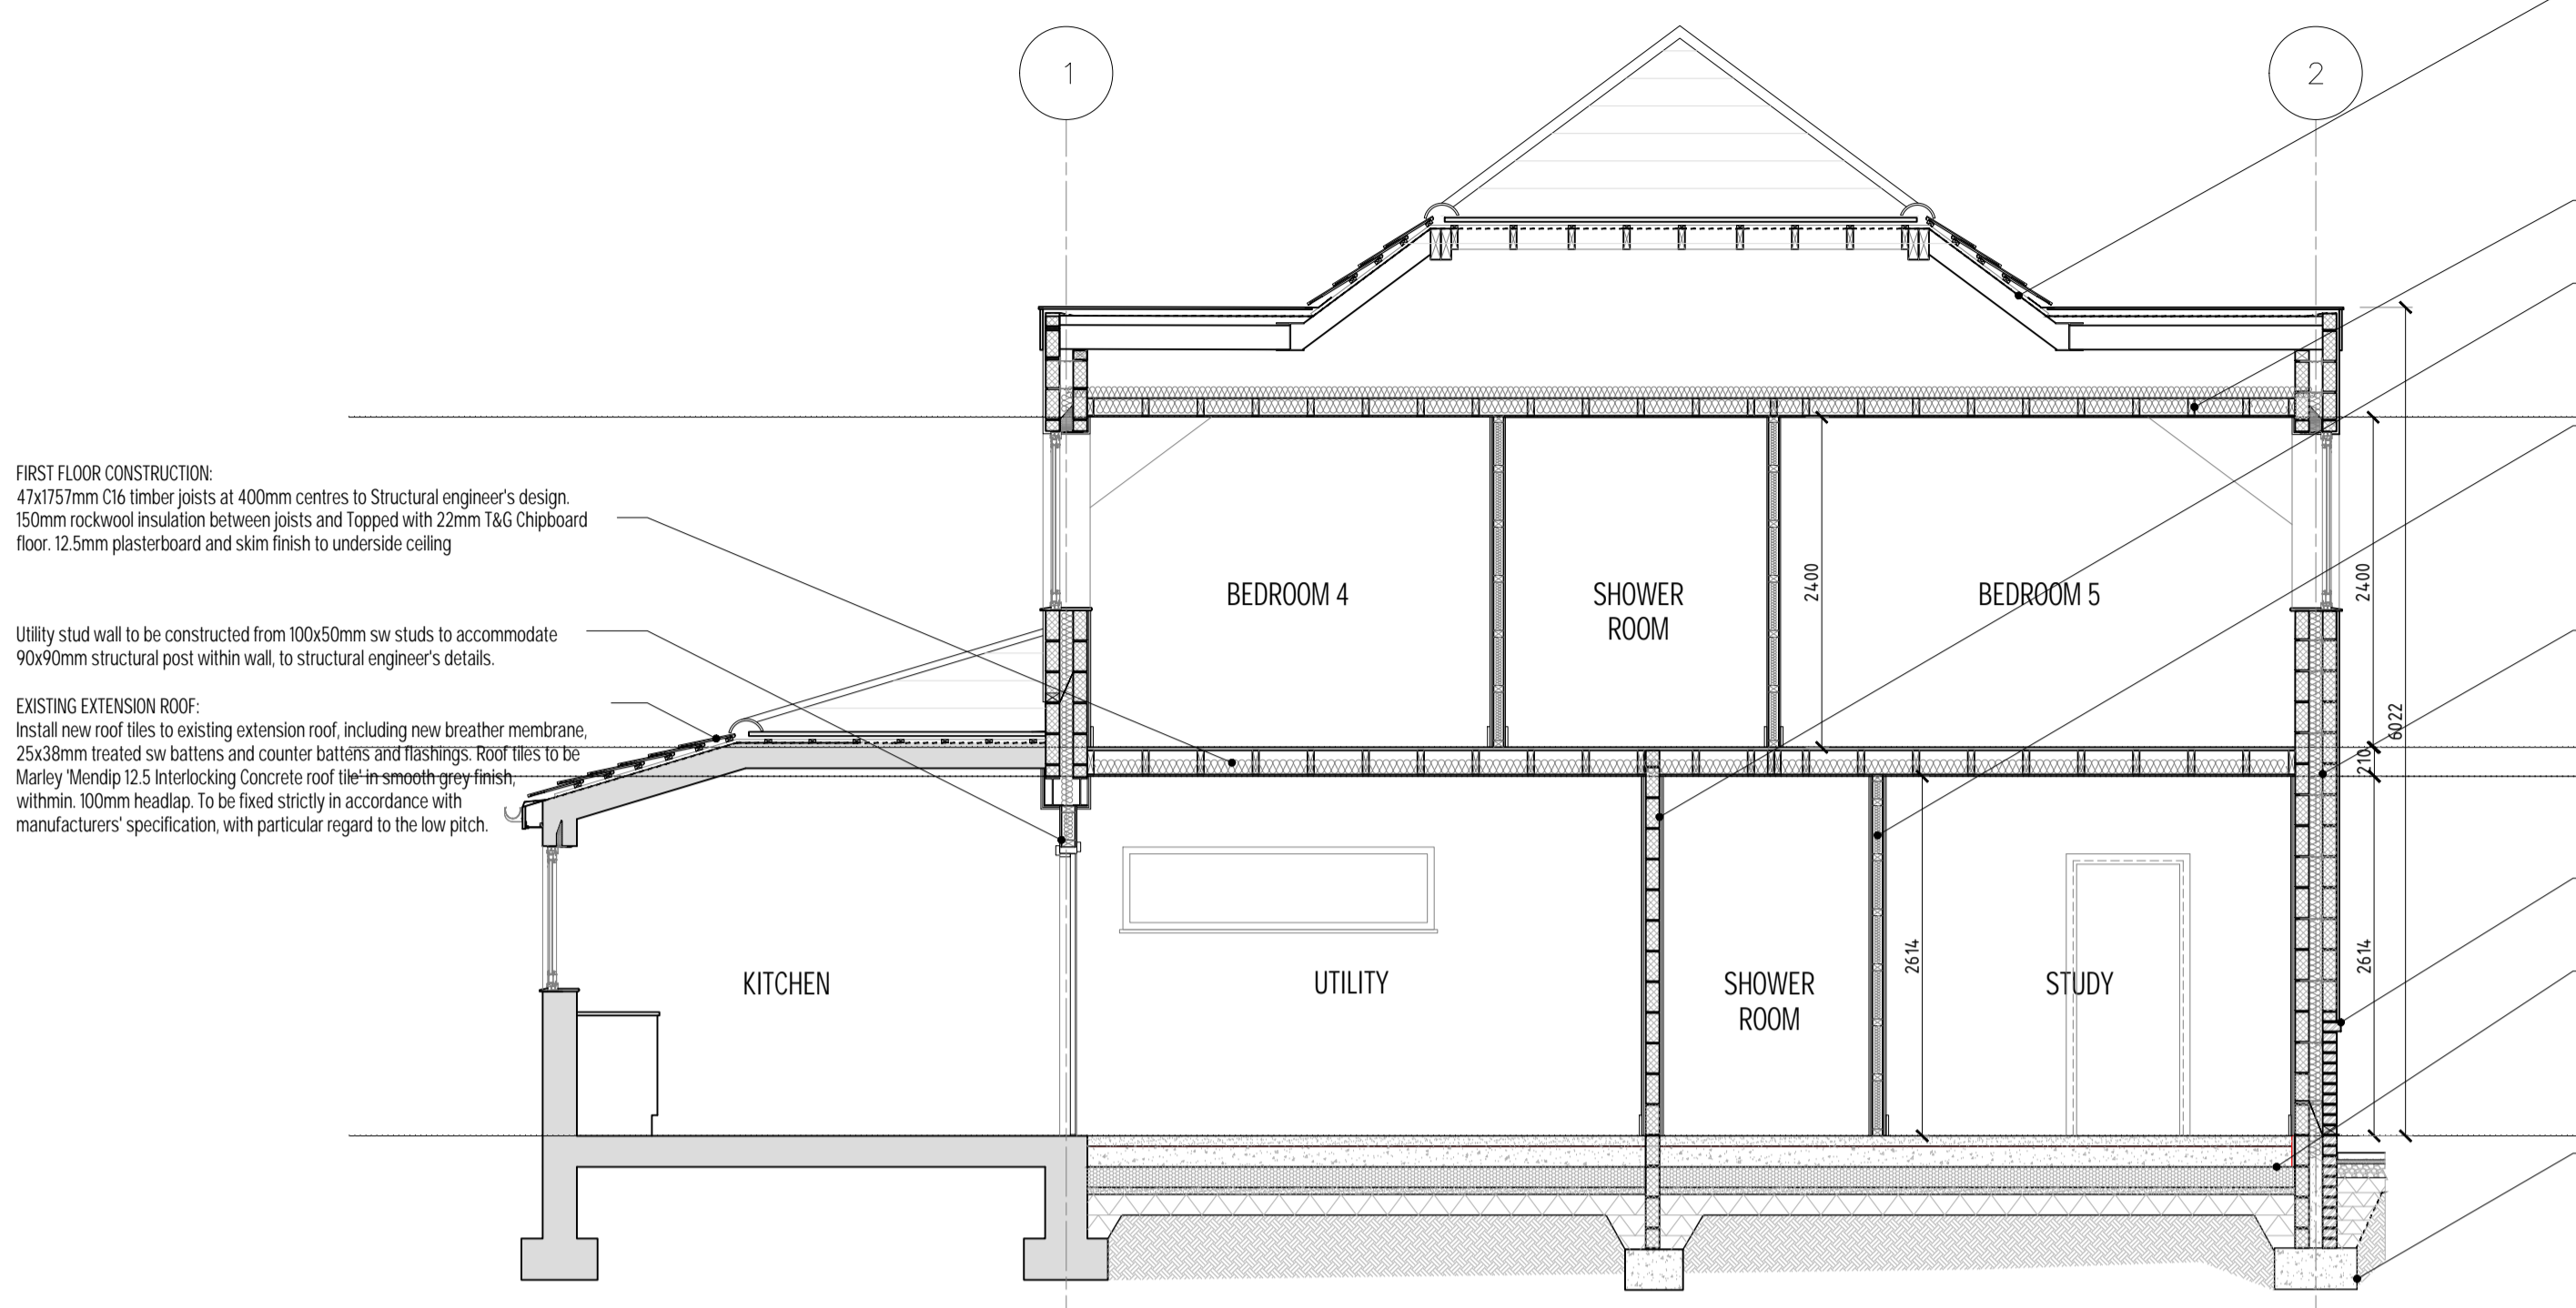 1
2
FIRST FLOOR CONSTRUCTION:
47x1757mm C16 timber joists at 400mm centres to Structural engineer's design.
150mm rockwool insulation between joists and Topped with 22mm T&G Chipboard
floor. 12.5mm plasterboard and skim finish to underside ceiling
Utility stud wall to be constructed from 100x50mm sw studs to accommodate
90x90mm structural post within wall, to structural engineer's details.
EXISTING EXTENSION ROOF:
Install new roof tiles to existing extension roof, including new breather membrane,
25x38mm treated sw battens and counter battens and flashings. Roof tiles to be
Marley 'Mendip 12.5 Interlocking Concrete roof tile' in smooth grey finish,
withmin. 100mm headlap. To be fixed strictly in accordance with
manufacturers' specification, with particular regard to the low pitch.
BEDROOM 4
SHOWER
ROOM
2400
BEDROOM 5
2400
6022
210
KITCHEN
UTILITY
SHOWER
ROOM
2614
STUDY
2614